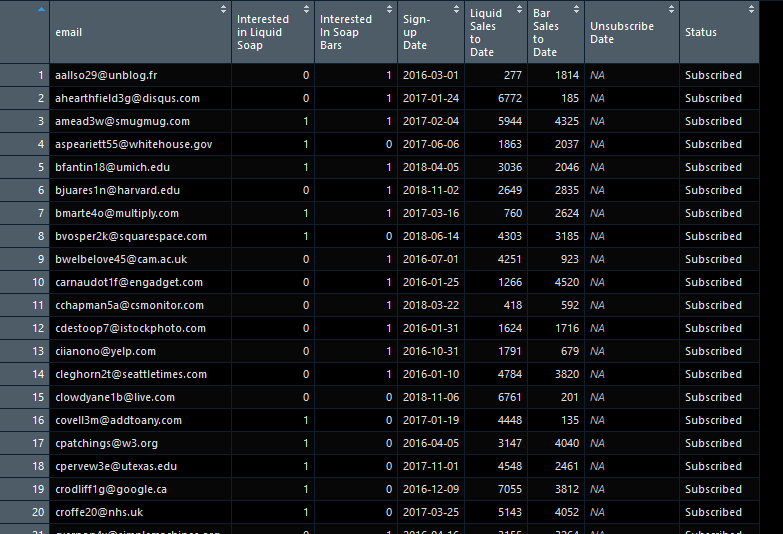 email Interested in Liquid Soap Interested In Soap Bars Sign-up Date Liquid Sales to Date Bar Sales to Date Unsubscribe Date Status
1 aallso29@unblog.fr 0 1 2016-03-01 277 1814 NA Subscribed
2 ahearthfield3g@disqus.com 0 1 2017-01-24 6772 185 NA Subscribed
3 amead3w@smugmug.com 1 1 2017-02-04 5944 4325 NA Subscribed
4 aspeariett55@whitehouse.gov 1 0 2017-06-06 1863 2037 NA Subscribed
5 bfantin18@umich.edu 1 1 2018-04-05 3036 2046 NA Subscribed
6 bjuares1n@harvard.edu 0 1 2018-11-02 2649 2835 NA Subscribed
7 bmarte4o@multiply.com 1 1 2017-03-16 760 2624 NA Subscribed
8 bvosper2k@squarespace.com 1 0 2018-06-14 4303 3185 NA Subscribed
9 bwelbelove45@cam.ac.uk 0 1 2016-07-01 4251 923 NA Subscribed
10 carnaudot1f@engadget.com 0 1 2016-01-25 1266 4520 NA Subscribed
11 cchapman5a@csmonitor.com 0 1 2018-03-22 418 592 NA Subscribed
12 cdestoop7@istockphoto.com 0 1 2016-01-31 1624 1716 NA Subscribed
13 ciianono@yelp.com 0 1 2016-10-31 1791 679 NA Subscribed
14 cleghorn2t@seattletimes.com 0 1 2016-01-10 4784 3820 NA Subscribed
15 clowdyane1b@live.com 0 0 2018-11-06 6761 201 NA Subscribed
16 covell3m@addtoany.com 1 0 2017-01-19 4448 135 NA Subscribed
17 cpatchings@w3.org 1 0 2016-04-05 3147 4040 NA Subscribed
18 cpervew3e@utexas.edu 1 0 2017-11-01 4548 2461 NA Subscribed
19 crodliff1g@google.ca 1 0 2016-12-09 7055 3812 NA Subscribed
20 croffe20@nhs.uk 1 0 2017-03-25 5143 4052 NA Subscribed